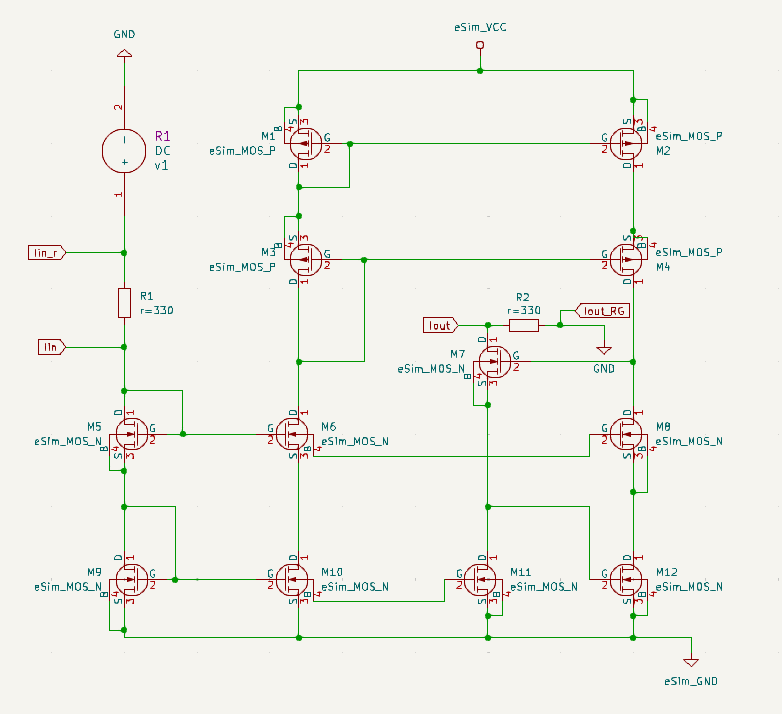 GND
eSim_VCC
2
-
+
1
R1
DC
v1
M1
eSim_MOS_P
B
4
S
3
G
2
D
1
eSim_MOS_P
M2
S
3
B
4
G
2
D
1
Iin_r
M3
eSim_MOS_P
B
4
S
3
G
2
D
1
eSim_MOS_P
M4
S
3
B
4
G
2
D
1
R1
r=330
R2
r=330
Iout
Iout_RG
GND
Iin
M7
eSim_MOS_N
D
1
G
2
B
4
S
3
M5
eSim_MOS_N
D
1
G
2
B
4
S
3
M6
eSim_MOS_N
D
1
G
2
S
3
B
4
M8
eSim_MOS_N
D
1
G
2
S
3
B
4
M9
eSim_MOS_N
D
1
G
2
B
4
S
3
M10
eSim_MOS_N
D
1
G
2
S
3
B
4
M11
eSim_MOS_N
D
1
G
2
S
3
B
4
M12
eSim_MOS_N
D
1
G
2
S
3
B
4
eSim_GND